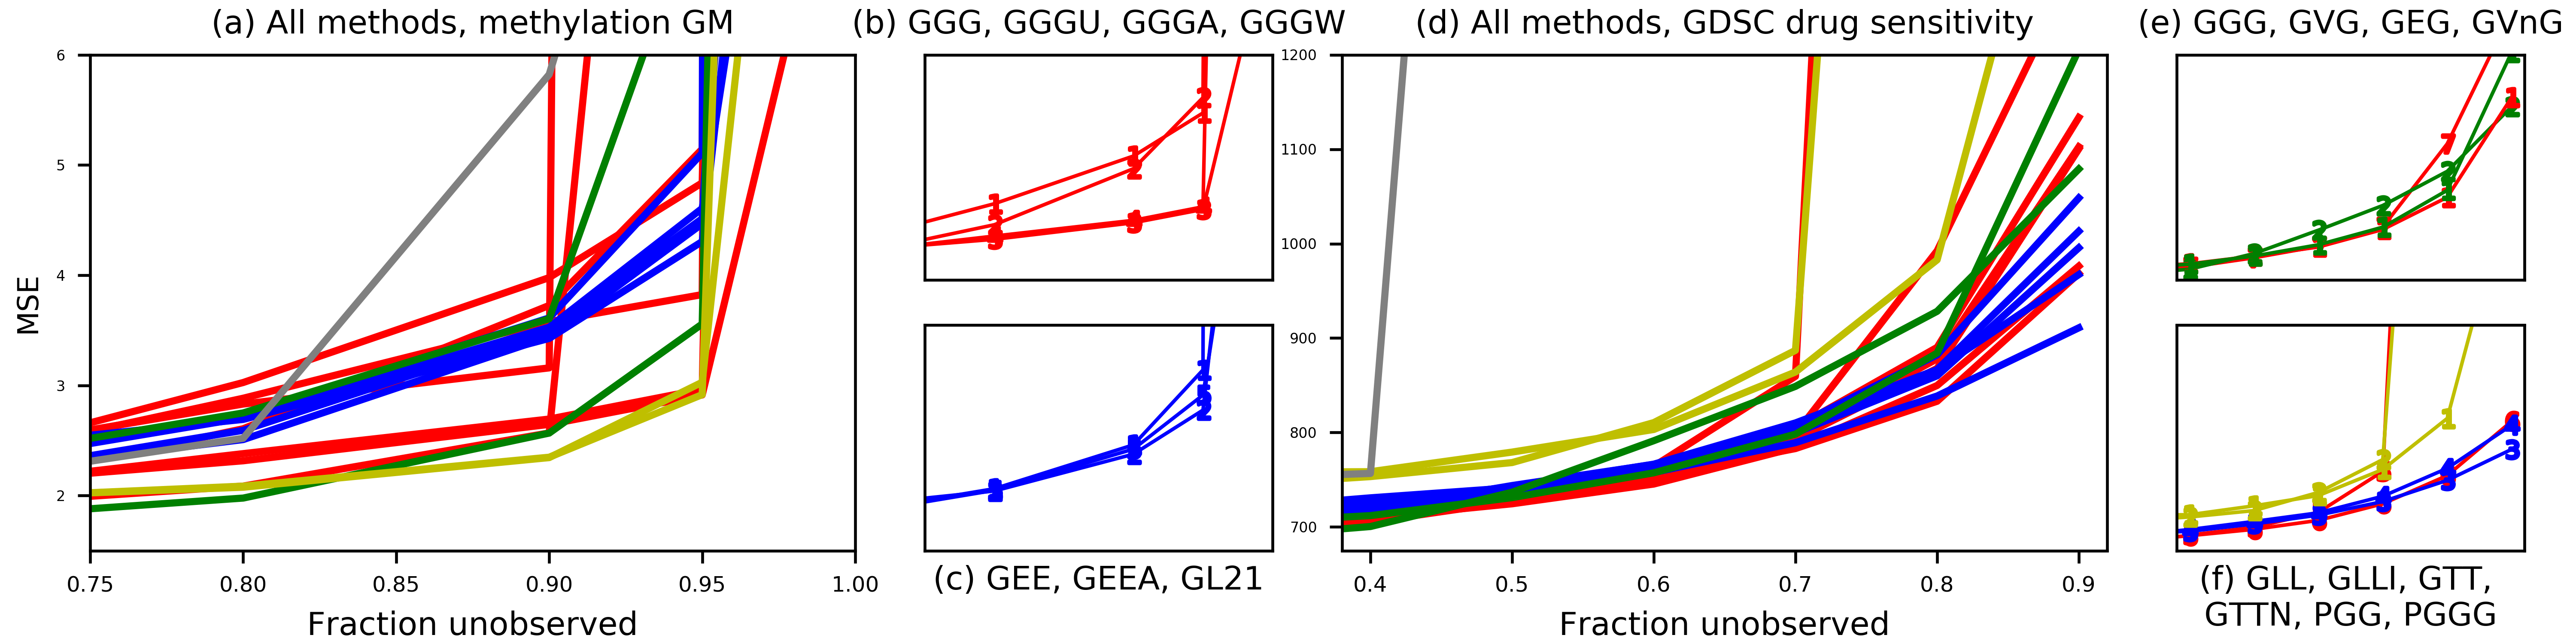 (a) All methods, methylation GM
(b) GGG, GGGU, GGGA, GGGW
(d) All methods, GDSC drug sensitivity
(e) GGG, GVG, GEG, GVnG
6
5
4
3
2
MSE
0.75 0.80 0.85 0.90 0.95 1.00
Fraction unobserved
(c) GEE, GEEA, GL21
1200
1100
1000
900
800
700
0.4 0.5 0.6 0.7 0.8 0.9
Fraction unobserved
(f) GLL, GLLI, GTT,
GTTN, PGG, PGGG